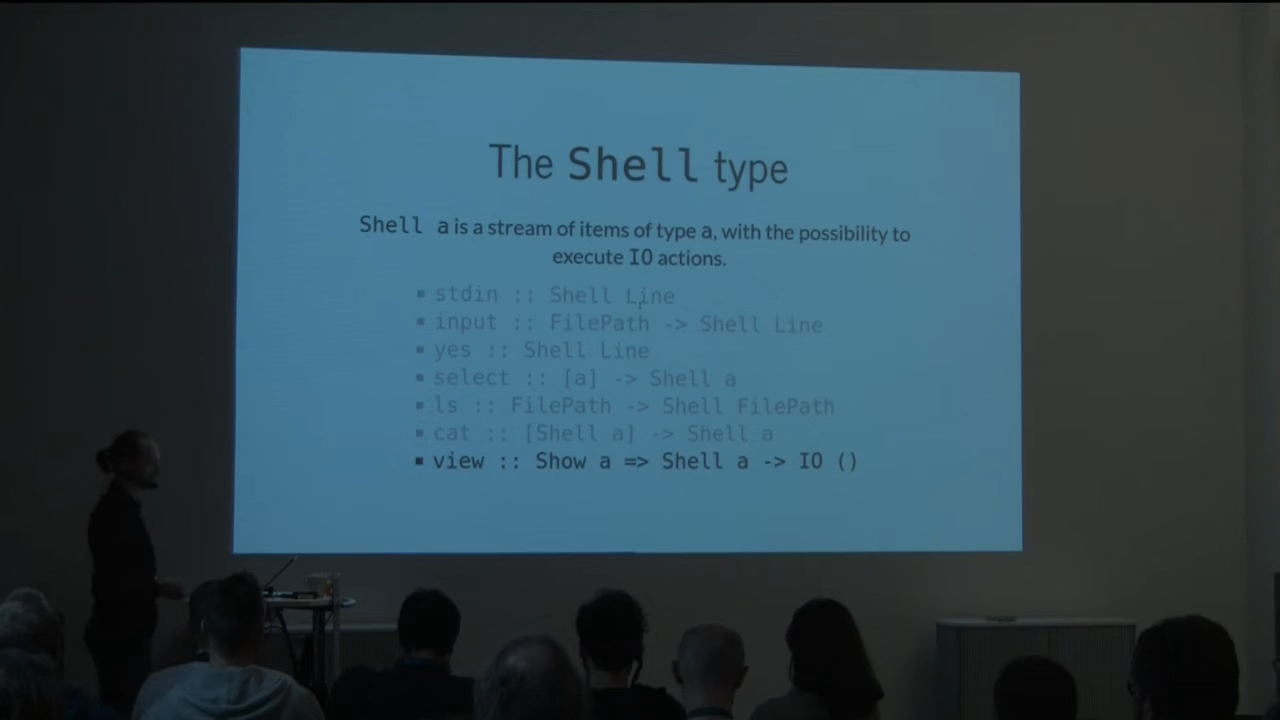 The Shell type
Shell a is a stream of items of type a, with the possibility to
execute IO actions.
▪ stdin :: Shell Line
▪ input :: FilePath -> Shell Line
▪ yes :: Shell Line
▪ select :: [a] -> Shell a
▪ ls :: FilePath -> Shell FilePath
▪ cat :: [Shell a] -> Shell a
▪ view :: Show a => Shell a -> IO ()